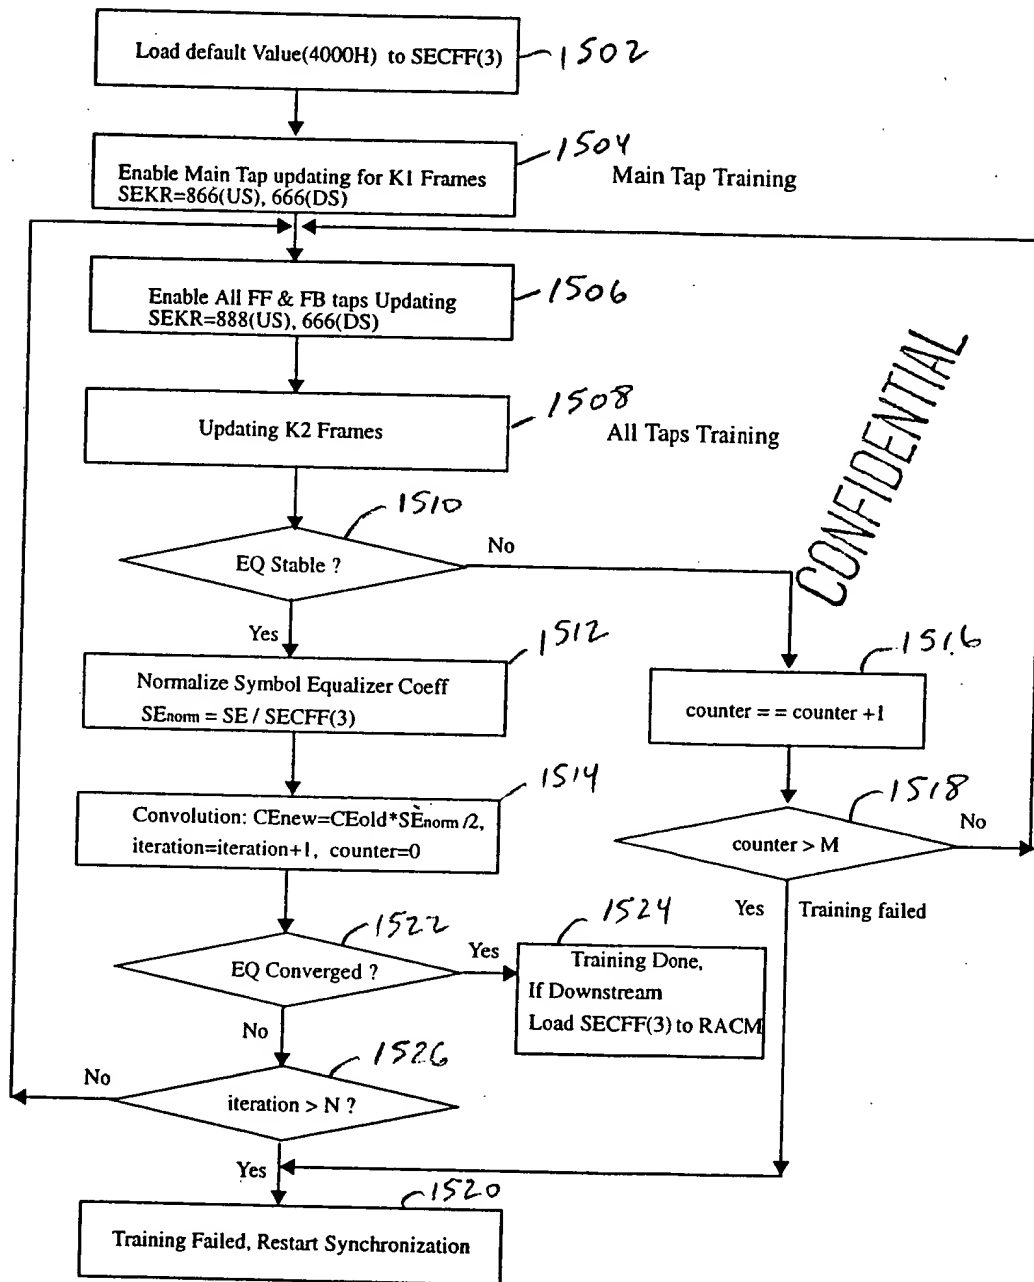 Load default Value(4000H) to SECFF(3)
1502
1504
Enable Main Tap updating for K1 Frames
SEKR=866(US), 666(DS)
Main Tap Training
1506
Enable All FF & FB taps Updating
SEKR=888(US), 666(DS)
1508
Updating K2 Frames
All Taps Training
CONFIDENTIAL
1510
EQ Stable ?
No
Yes
1512
Normalize Symbol Equalizer Coeff
SEnorm = SE / SECFF(3)
1516
counter = = counter +1
1514
Convolution: CEnew=CEold*SÈnorm /2,
iteration=iteration+1, counter=0
1518
counter > M
No
Yes
Training failed
1522
EQ Converged ?
Yes
1524
Training Done,
If Downstream
Load SECFF(3) to RACM
No
1526
iteration > N ?
No
Yes
1520
Training Failed, Restart Synchronization